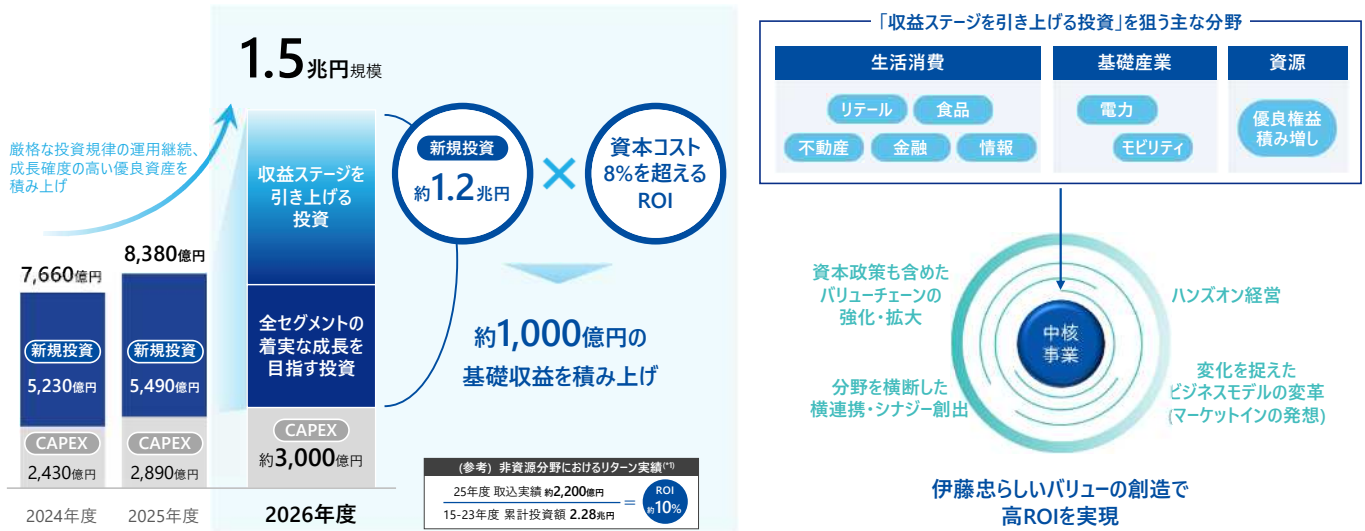 1.5兆円規模
厳格な投資規律の運用継続、
成長確度の高い優良資産を
積み上げ
7,660億円
新規投資
5,230億円
CAPEX
2,430億円
2024年度
8,380億円
新規投資
5,490億円
CAPEX
2,890億円
2025年度
収益ステージを
引き上げる
投資
全セグメントの
着実な成長を
目指す投資
CAPEX
約3,000億円
2026年度
新規投資
約1.2兆円
×
資本コスト
8%を超える
ROI
約1,000億円の
基礎収益を積み上げ
(参考) 非資源分野におけるリターン実績(*1)
25年度 取込実績 約2,200億円
15-23年度 累計投資額 2.28兆円
=
ROI
約10%
「収益ステージを引き上げる投資」を狙う主な分野
生活消費
リテール 食品
不動産 金融 情報
基礎産業
電力
モビリティ
資源
優良権益
積み増し
資本政策も含めた
バリューチェーンの
強化・拡大
ハンズオン経営
中核
事業
分野を横断した
横連携・シナジー創出
変化を捉えた
ビジネスモデルの変革
(マーケットインの発想)
伊藤忠らしいバリューの創造で
高ROIを実現